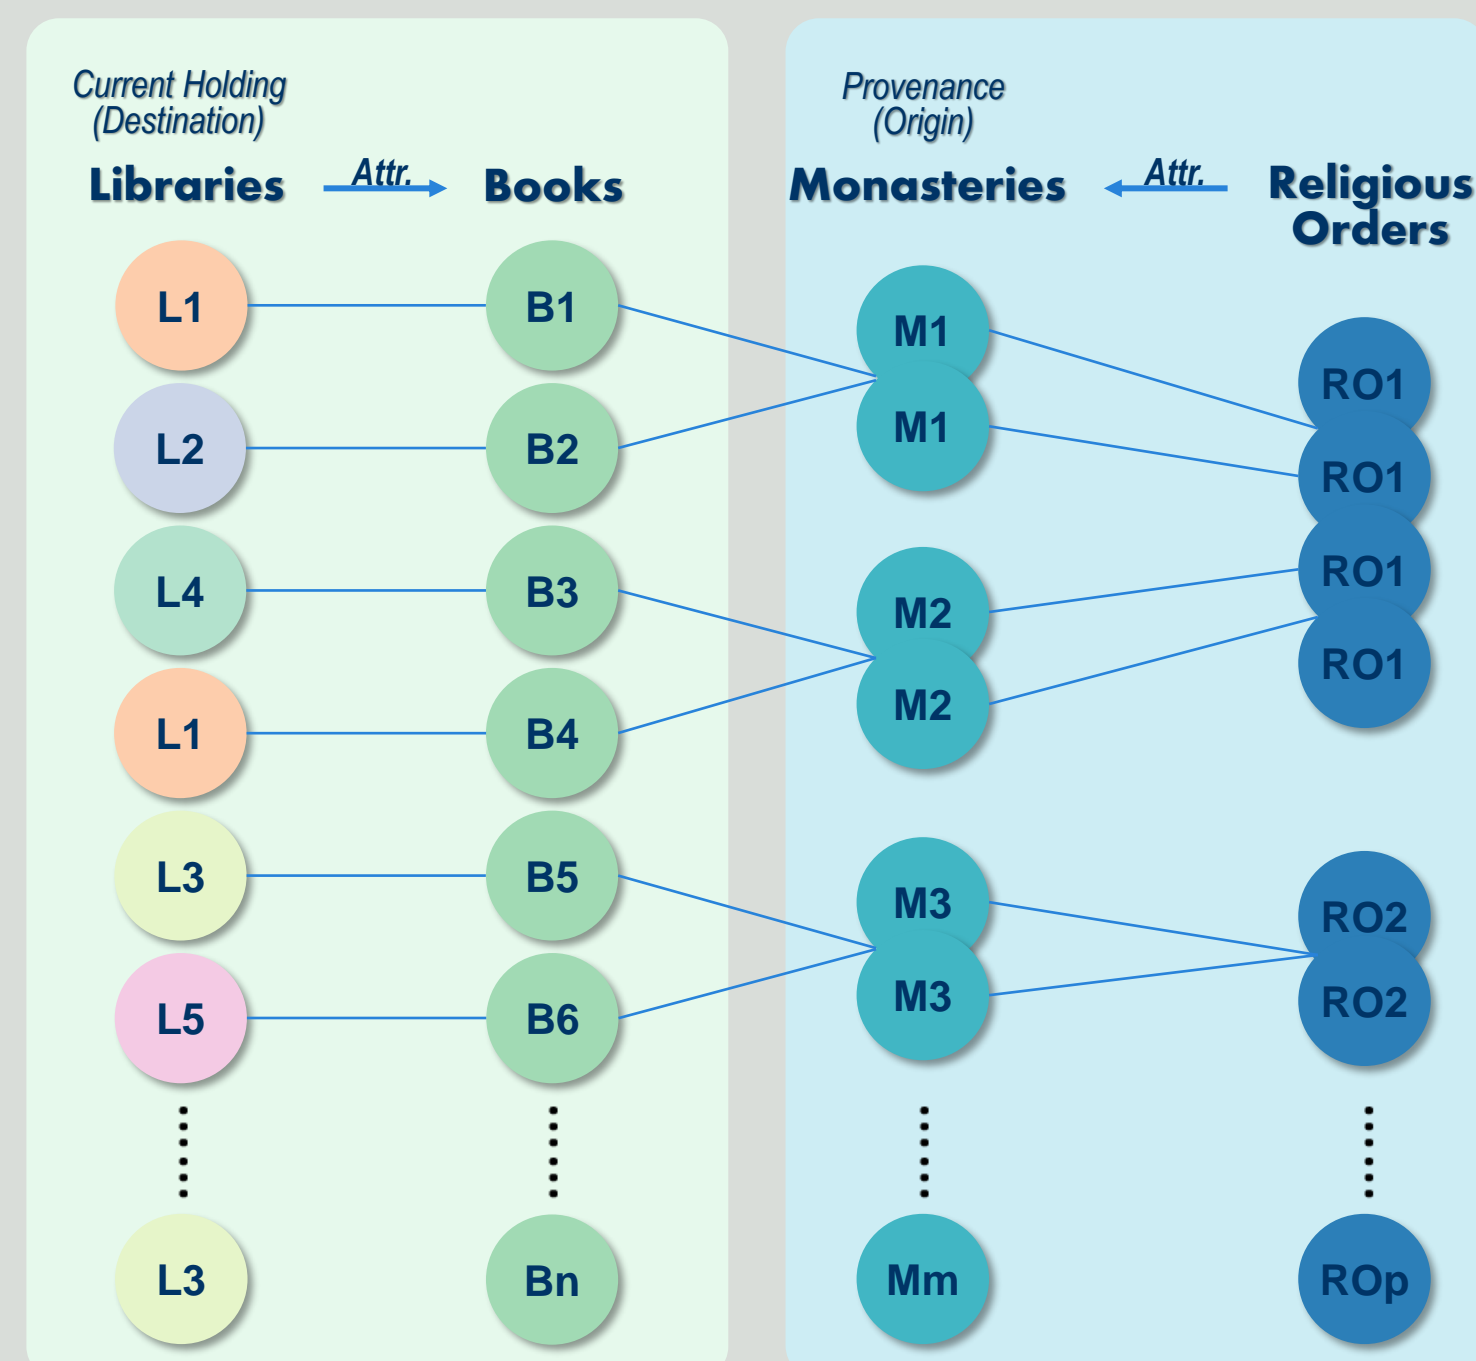 Current Holding
(Destination)
Provenance
(Origin)
Libraries
Attr.
Books
Monasteries
Attr.
Religious
Orders
L1
B1
M1
RO1
L2
B2
M1
RO1
L4
B3
M2
RO1
L1
B4
M2
RO1
L3
B5
M3
RO2
L5
B6
M3
RO2
L3
Bn
Mm
ROp